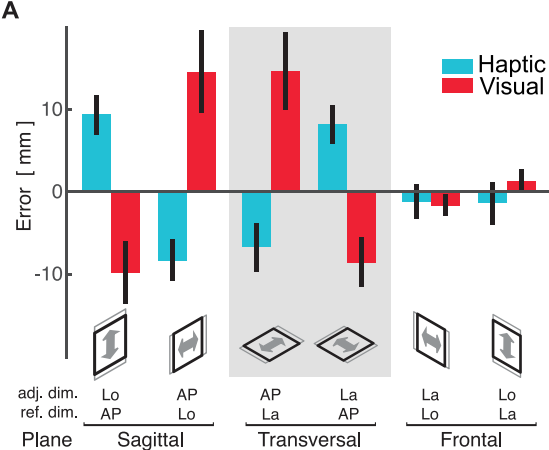 A
Haptic
Visual
Error [ mm ]
10
0
-10
adj. dim. Lo AP AP La La Lo
ref. dim. AP Lo La AP Lo La
Plane Sagittal Transversal Frontal